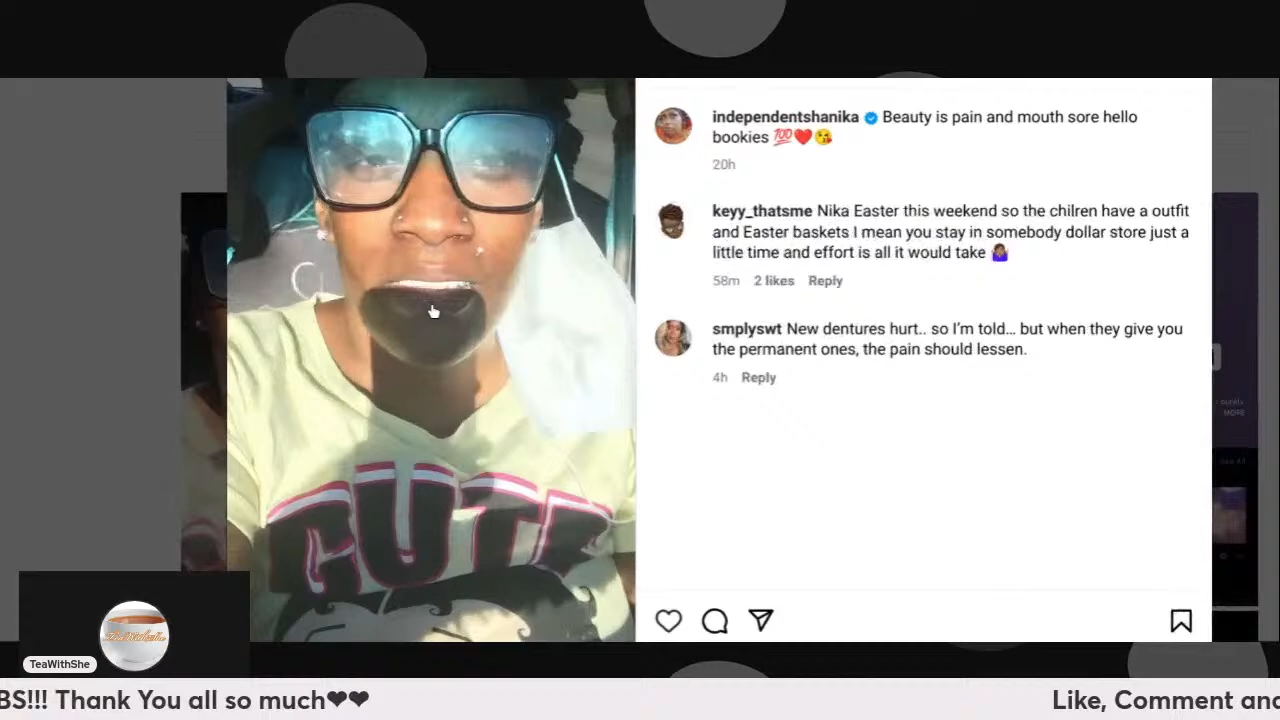 independentshanika Beauty is pain and mouth sore hello
bookies 💯❤️😘
20h
keyy_thatsme Nika Easter this weekend so the chilren have a outfit
and Easter baskets I mean you stay in somebody dollar store just a
little time and effort is all it would take 🤷🏾‍♀️
58m 2 likes Reply
smplyswt New dentures hurt.. so I'm told... but when they give you
the permanent ones, the pain should lessen.
4h Reply
CUTE
MORE
TeaWithShe
BS!!! Thank You all so much❤❤
Like, Comment and